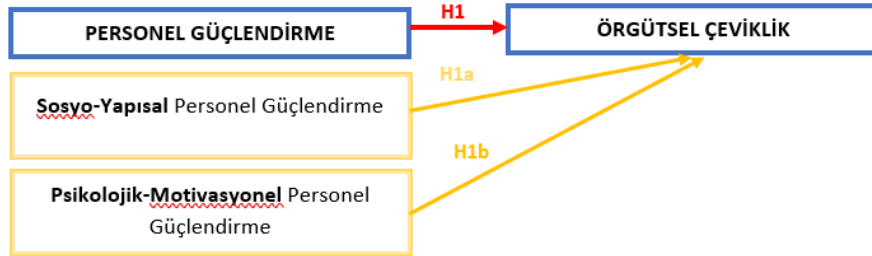 PERSONEL GÜÇLENDİRME
H1
ÖRGÜTSEL ÇEVİKLİK
H1a
Sosyo-Yapısal Personel Güçlendirme
H1b
Psikolojik-Motivasyonel Personel
Güçlendirme